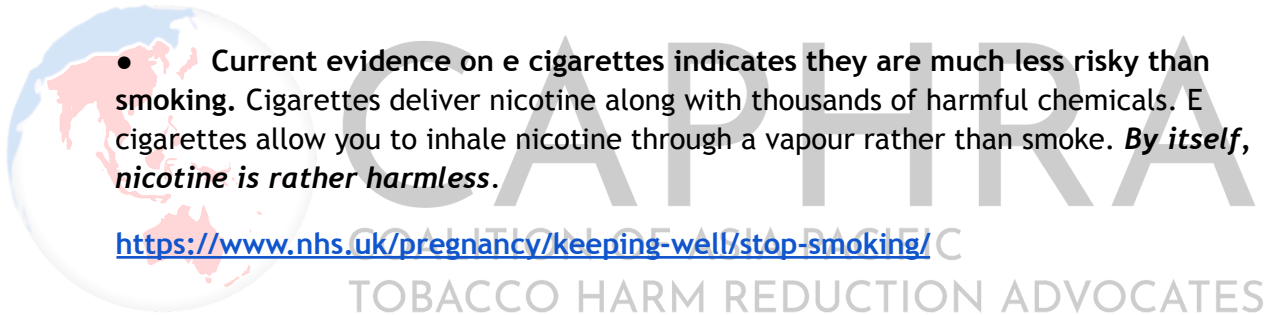 ● Current evidence on e cigarettes indicates they are much less risky than
smoking. Cigarettes deliver nicotine along with thousands of harmful chemicals. E
cigarettes allow you to inhale nicotine through a vapour rather than smoke. By itself,
nicotine is rather harmless.
CAPHRA
https://www.nhs.uk/pregnancy/keeping-well/stop-smoking/
COALITION OF ASIA PACIFIC
TOBACCO HARM REDUCTION ADVOCATES